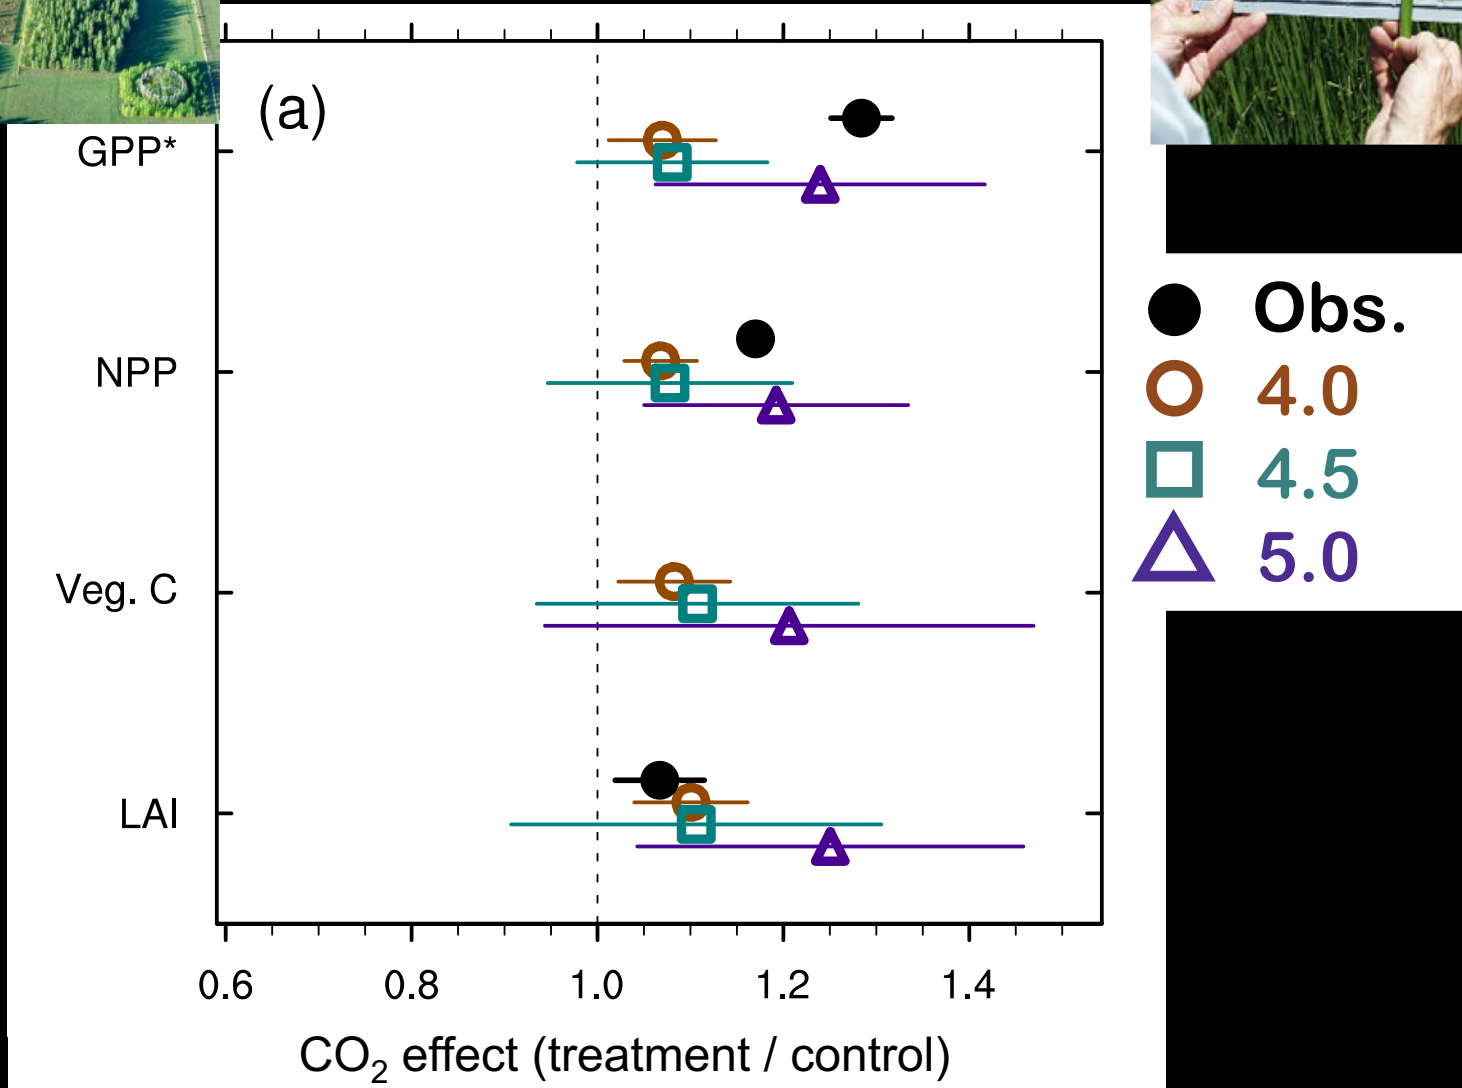 (a)
GPP*
NPP
Veg. C
LAI
0.6 0.8 1.0 1.2 1.4
CO₂ effect (treatment / control)
Obs.
4.0
4.5
5.0